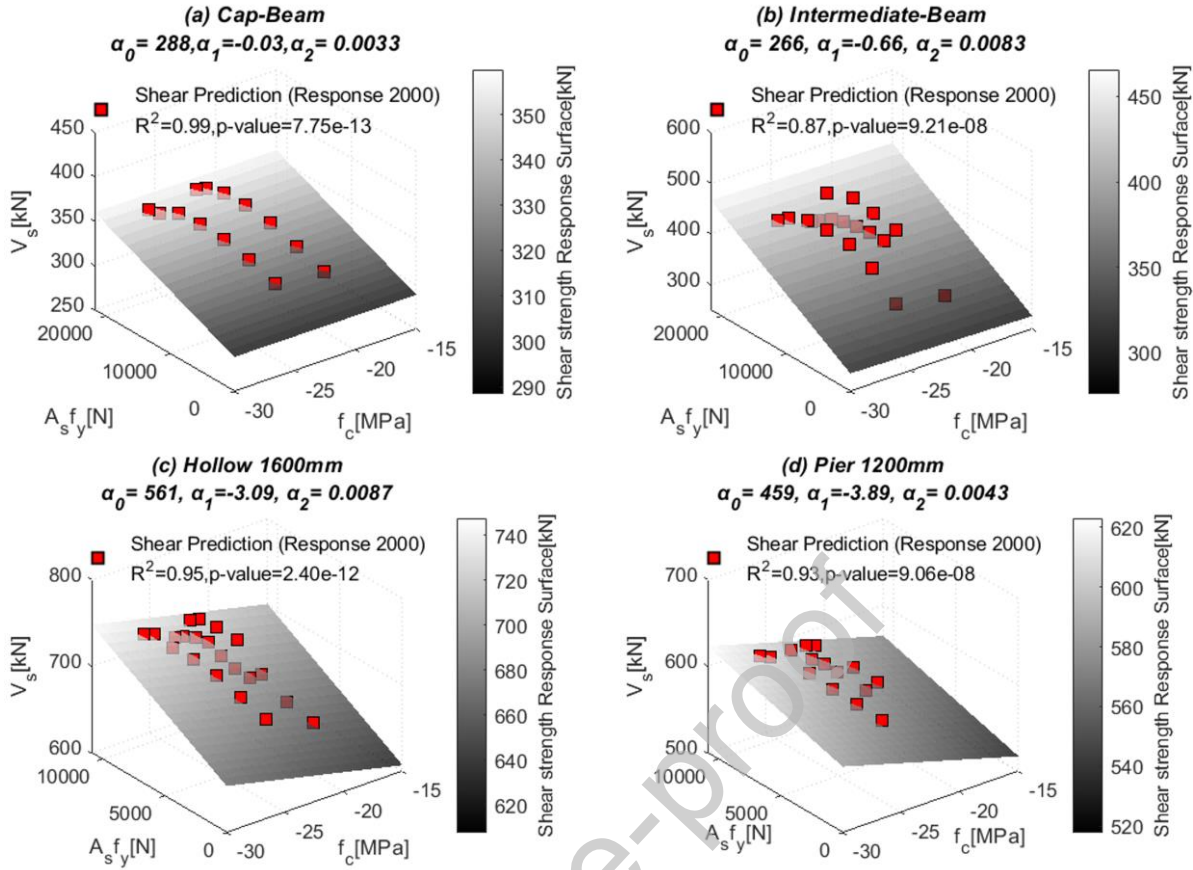 (a) Cap-Beam
α0= 288,α1=-0.03,α2= 0.0033
Shear Prediction (Response 2000)
R2=0.99,p-value=7.75e-13
450
400
350
300
250
Vs[kN]
20000
10000
0
Asfy[N]
-30
-25
-20
-15
fc[MPa]
350
340
330
320
310
300
290
Shear strength Response Surface[kN]
(b) Intermediate-Beam
α0= 266, α1=-0.66, α2= 0.0083
Shear Prediction (Response 2000)
R2=0.87,p-value=9.21e-08
600
500
400
300
Vs[kN]
20000
10000
0
Asfy[N]
-30
-25
-20
-15
fc[MPa]
450
400
350
300
Shear strength Response Surface[kN]
(c) Hollow 1600mm
α0= 561, α1=-3.09, α2= 0.0087
Shear Prediction (Response 2000)
R2=0.95,p-value=2.40e-12
800
700
600
Vs[kN]
10000
5000
0
Asfy[N]
-30
-25
-20
-15
fc[MPa]
740
720
700
680
660
640
620
Shear strength Response Surface[kN]
(d) Pier 1200mm
α0= 459, α1=-3.89, α2= 0.0043
Shear Prediction (Response 2000)
R2=0.93,p-value=9.06e-08
700
600
500
Vs[kN]
10000
5000
0
Asfy[N]
-30
-25
-20
-15
fc[MPa]
620
600
580
560
540
520
Shear strength Response Surface[kN]
e-proof